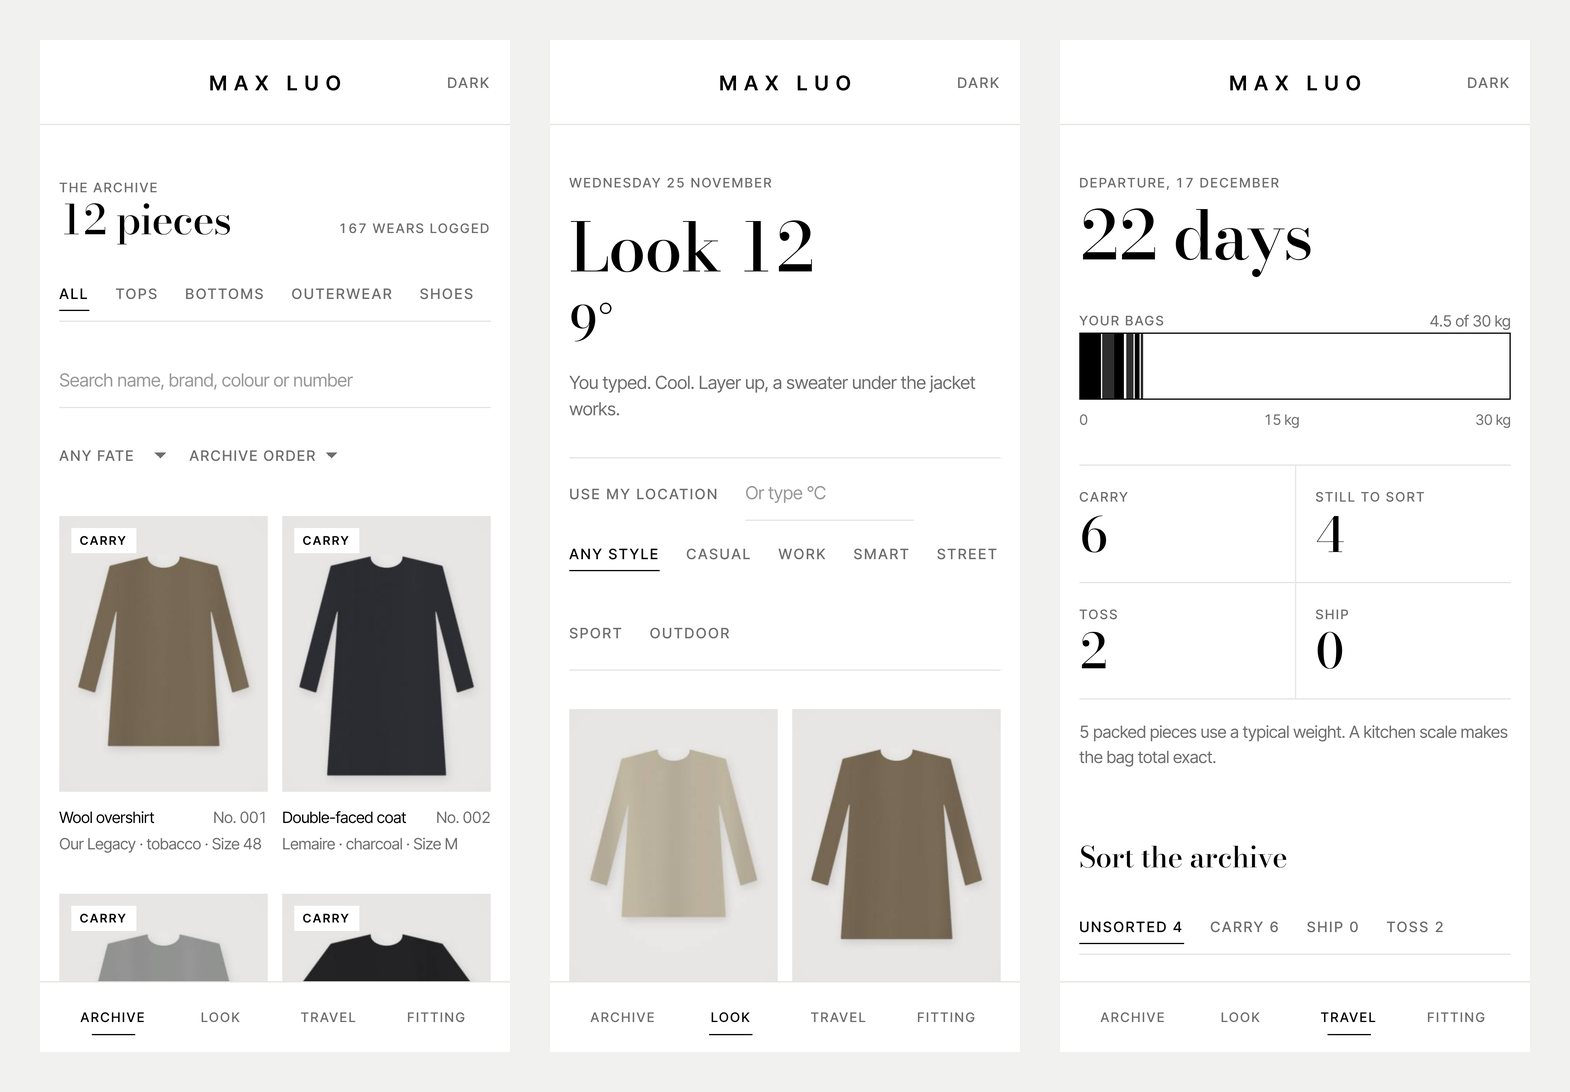 MAX LUO
DARK
THE ARCHIVE
12 pieces
167 WEARS LOGGED
ALL TOPS BOTTOMS OUTERWEAR SHOES
Search name, brand, colour or number
ANY FATE ARCHIVE ORDER
CARRY
CARRY
Wool overshirt No. 001
Our Legacy · tobacco · Size 48
Double-faced coat No. 002
Lemaire · charcoal · Size M
CARRY
CARRY
ARCHIVE LOOK TRAVEL FITTING
MAX LUO
DARK
WEDNESDAY 25 NOVEMBER
Look 12
9°
You typed. Cool. Layer up, a sweater under the jacket
works.
USE MY LOCATION Or type °C
ANY STYLE CASUAL WORK SMART STREET
SPORT OUTDOOR
ARCHIVE LOOK TRAVEL FITTING
MAX LUO
DARK
DEPARTURE, 17 DECEMBER
22 days
YOUR BAGS 4.5 of 30 kg
0 15 kg 30 kg
CARRY
6
STILL TO SORT
4
TOSS
2
SHIP
0
5 packed pieces use a typical weight. A kitchen scale makes
the bag total exact.
Sort the archive
UNSORTED 4 CARRY 6 SHIP 0 TOSS 2
ARCHIVE LOOK TRAVEL FITTING